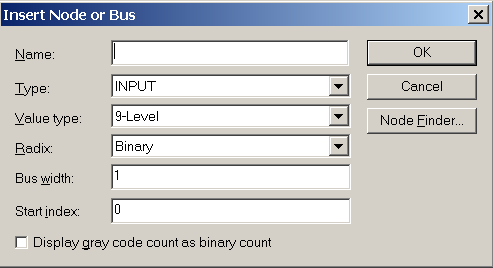 Insert Node or Bus
Name:
OK
Type: INPUT
Cancel
Value type: 9-Level
Node Finder...
Radix: Binary
Bus width: 1
Start index: 0
Display gray code count as binary count